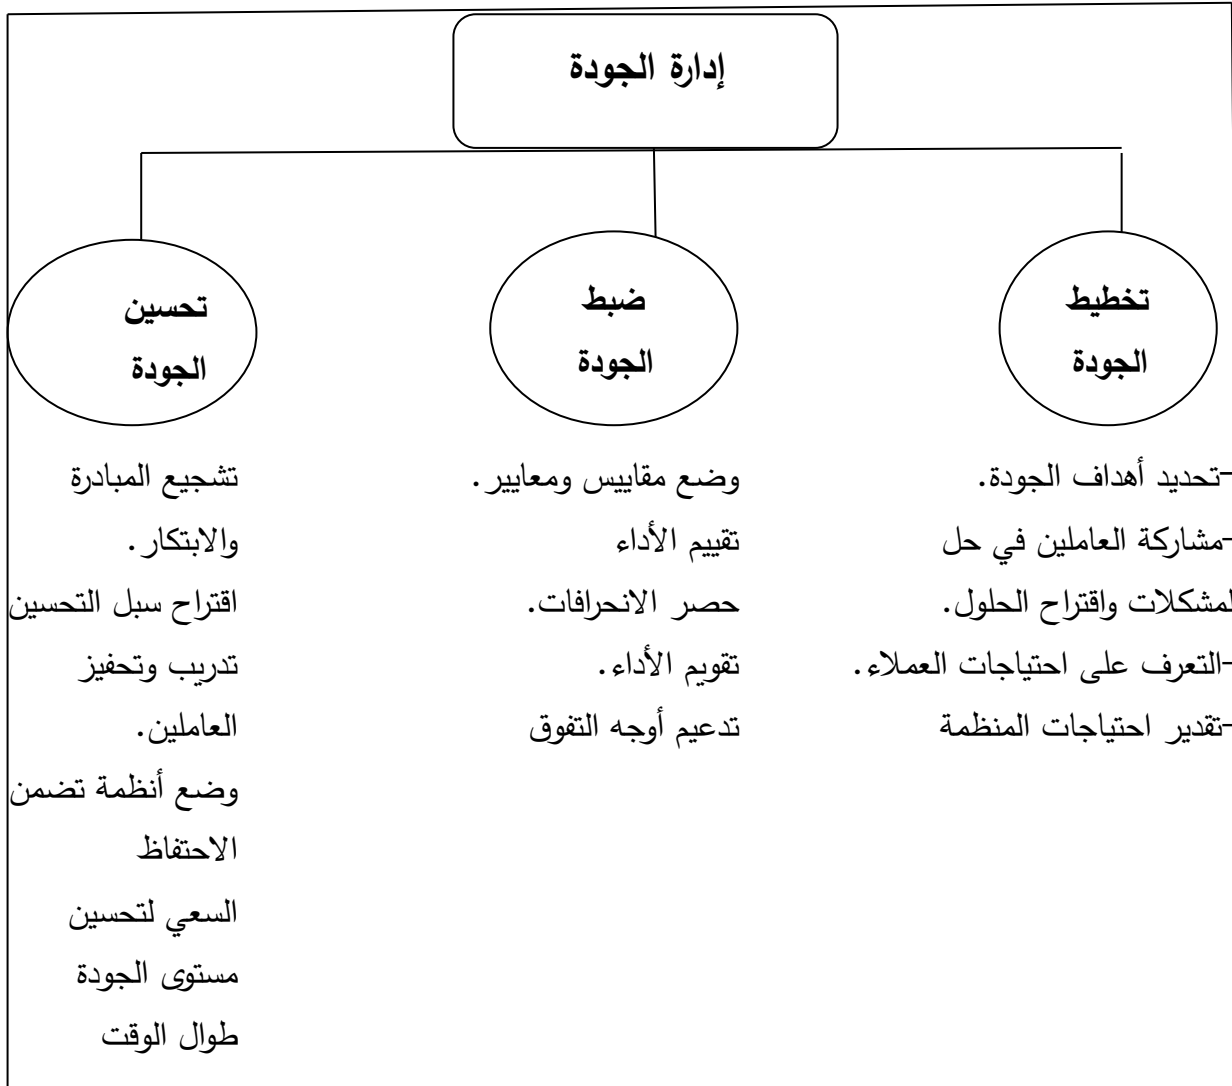 إدارة الجودة
تخطيط
الجودة
-تحديد أهداف الجودة.
-مشاركة العاملين في حل
لمشكلات واقتراح الحلول.
-التعرف على احتياجات العملاء.
-تقدير احتياجات المنظمة
ضبط
الجودة
وضع مقاييس ومعايير.
تقييم الأداء
حصر الانحرافات.
تقويم الأداء.
تدعيم أوجه التفوق
تحسين
الجودة
تشجيع المبادرة
والابتكار.
اقتراح سبل التحسين
تدريب وتحفيز
العاملين.
وضع أنظمة تضمن
الاحتفاظ
السعي لتحسين
مستوى الجودة
طوال الوقت